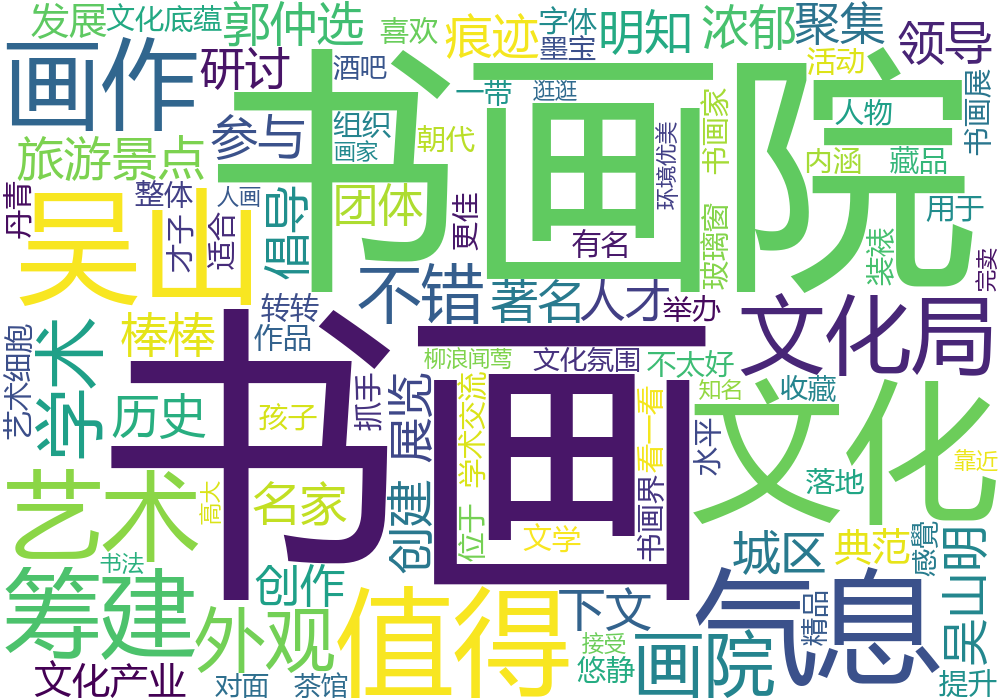 发展
文化底蕴
郭仲选
喜欢
痕迹
字体
墨宝
明知
浓郁
聚集
领导
画作
研讨
酒吧
书画院
一带
逛逛
活动
人物
书画展
旅游景点
参与
组织
画家
朝代
书画家
环境优美
内涵
藏品
丹青
吴山
整体
人画
才子
适合
倡导
团体
更佳
有名
玻璃窗
装裱
用于
完卖
不错
著名
人才
举办
文化局
转转
作品
棒棒
学术
艺术细胞
历史
孩子
抓手
展览
书画
柳浪闻莺
文化氛围
不太好
学术交流
看一看
知名
收藏
水平
文化
靠近
落地
艺术
高大
名家
创建
位于
文学
书画界
城区
典范
感覺
吴山明
书法
筹建
创作
外观
值得
下文
接受
悠静
画院
气息
精品
文化产业
对面
茶馆
提升